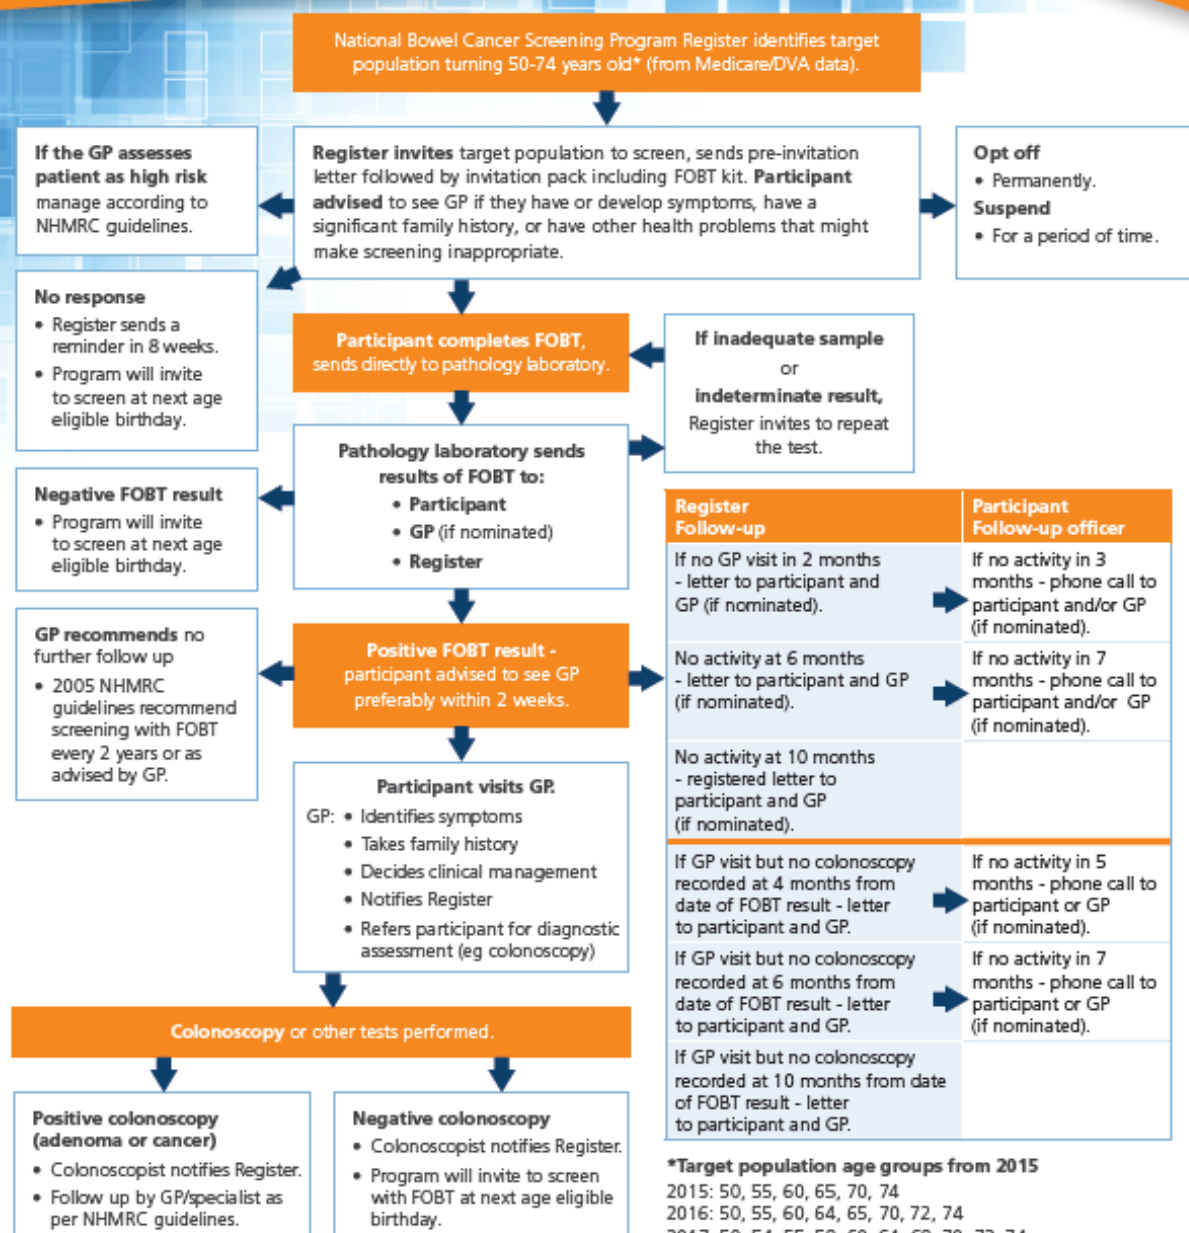 National Bowel Cancer Screening Program Register identifies target
population turning 50-74 years old* (from Medicare/DVA data).
If the GP assesses
patient as high risk
manage according to
NHMRC guidelines.
Register invites target population to screen, sends pre-invitation
letter followed by invitation pack including FOBT kit. Participant
advised to see GP if they have or develop symptoms, have a
significant family history, or have other health problems that might
make screening inappropriate.
Opt off
• Permanently.
Suspend
• For a period of time.
No response
• Register sends a
reminder in 8 weeks.
• Program will invite
to screen at next age
eligible birthday.
Participant completes FOBT,
sends directly to pathology laboratory.
If inadequate sample
or
indeterminate result,
Register invites to repeat
the test.
Pathology laboratory sends
results of FOBT to:
• Participant
• GP (if nominated)
• Register
Negative FOBT result
• Program will invite
to screen at next age
eligible birthday.
GP recommends no
further follow up
• 2005 NHMRC
guidelines recommend
screening with FOBT
every 2 years or as
advised by GP.
Positive FOBT result -
participant advised to see GP
preferably within 2 weeks.
Participant visits GP.
GP: • Identifies symptoms
• Takes family history
• Decides clinical management
• Notifies Register
• Refers participant for diagnostic
assessment (eg colonoscopy)
Colonoscopy or other tests performed.
Positive colonoscopy
(adenoma or cancer)
• Colonoscopist notifies Register.
• Follow up by GP/specialist as
per NHMRC guidelines.
Negative colonoscopy
• Colonoscopist notifies Register.
• Program will invite to screen
with FOBT at next age eligible
birthday.
Register
Follow-up
Participant
Follow-up officer
If no GP visit in 2 months
- letter to participant and
GP (if nominated).
If no activity in 3
months - phone call to
participant and/or GP
(if nominated).
No activity at 6 months
- letter to participant and GP
(if nominated).
If no activity in 7
months - phone call to
participant and/or GP
(if nominated).
No activity at 10 months
- registered letter to
participant and GP
(if nominated).
If GP visit but no colonoscopy
recorded at 4 months from
date of FOBT result - letter
to participant and GP.
If no activity in 5
months - phone call to
participant or GP
(if nominated).
If GP visit but no colonoscopy
recorded at 6 months from
date of FOBT result - letter
to participant and GP.
If no activity in 7
months - phone call to
participant or GP
(if nominated).
If GP visit but no colonoscopy
recorded at 10 months from date
of FOBT result - letter
to participant and GP.
*Target population age groups from 2015
2015: 50, 55, 60, 65, 70, 74
2016: 50, 55, 60, 64, 65, 70, 72, 74